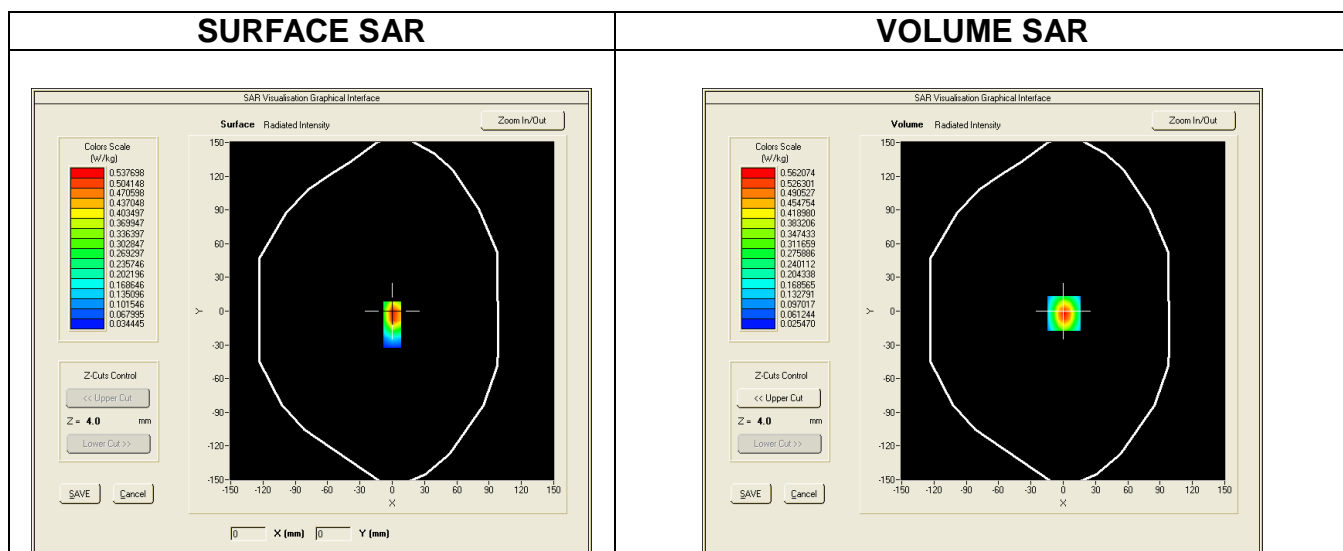 SURFACE SAR
VOLUME SAR
SAR Visualisation Graphical Interface
Surface Radiated Intensity
Zoom In/Out
Colors Scale
(W/kg)
0.537698
0.504148
0.470598
0.437048
0.403497
0.369947
0.336397
0.302847
0.269297
0.235746
0.202196
0.168646
0.135096
0.101546
0.067995
0.034445
150
120
90
60
30
0
-30
-60
-90
-120
-150
Y
-150 -120 -90 -60 -30 0 30 60 90 120 150
X
Z-Cuts Control
<< Upper Cut
Z = 4.0 mm
Lower Cut >>
SAVE Cancel
0 X (mm) 0 Y (mm)
SAR Visualisation Graphical Interface
Volume Radiated Intensity
Zoom In/Out
Colors Scale
(W/kg)
0.562074
0.526301
0.490527
0.454754
0.418980
0.383206
0.347433
0.311659
0.275886
0.240112
0.204338
0.168565
0.132791
0.097017
0.061244
0.025470
150
120
90
60
30
0
-30
-60
-90
-120
-150
Y
-150 -120 -90 -60 -30 0 30 60 90 120 150
X
Z-Cuts Control
<< Upper Cut
Z = 4.0 mm
Lower Cut >>
SAVE Cancel